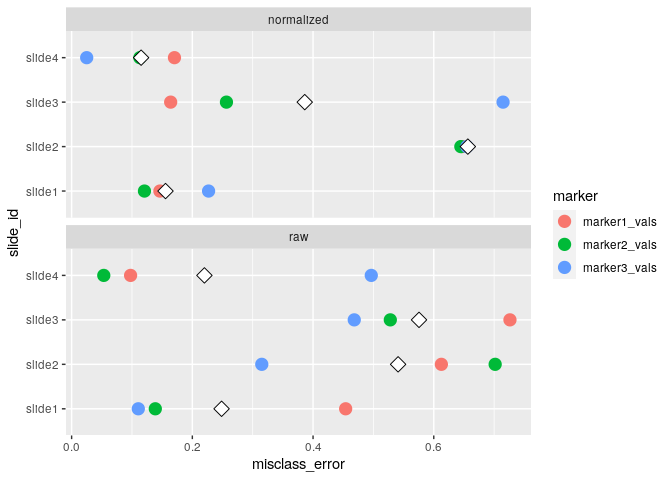 normalized
slide4
slide3
slide2
slide1
raw
slide4
slide3
slide2
slide1
0.0 0.2 0.4 0.6
misclass_error
slide_id
marker
marker1_vals
marker2_vals
marker3_vals